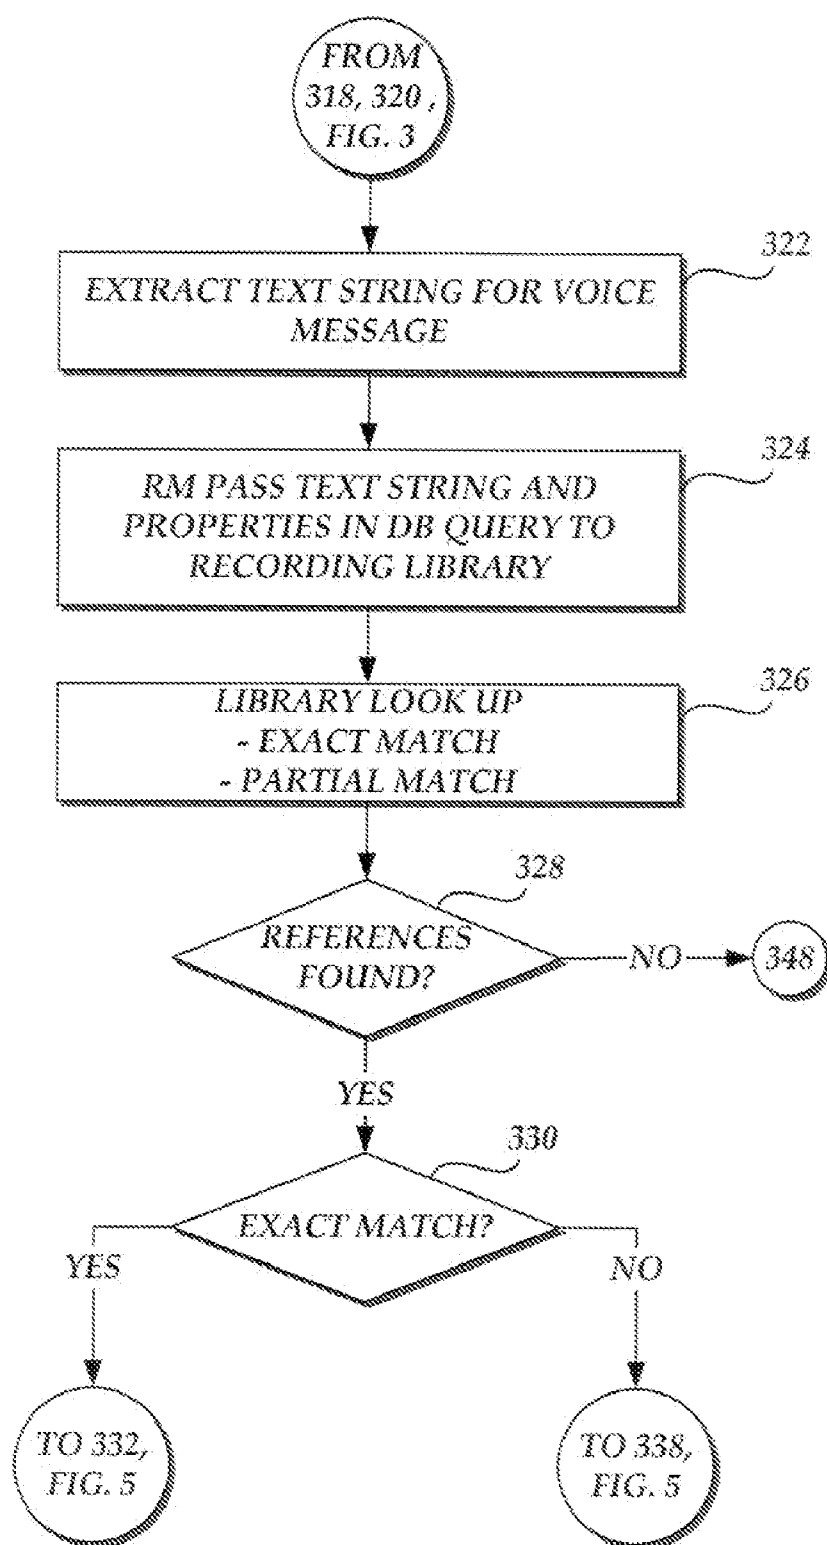 FROM
318, 320 ,
FIG. 3
322
EXTRACT TEXT STRING FOR VOICE
MESSAGE
324
RM PASS TEXT STRING AND
PROPERTIES IN DB QUERY TO
RECORDING LIBRARY
326
LIBRARY LOOK UP
- EXACT MATCH
- PARTIAL MATCH
328
REFERENCES
FOUND?
NO
348
YES
330
EXACT MATCH?
YES
NO
TO 332,
FIG. 5
TO 338,
FIG. 5